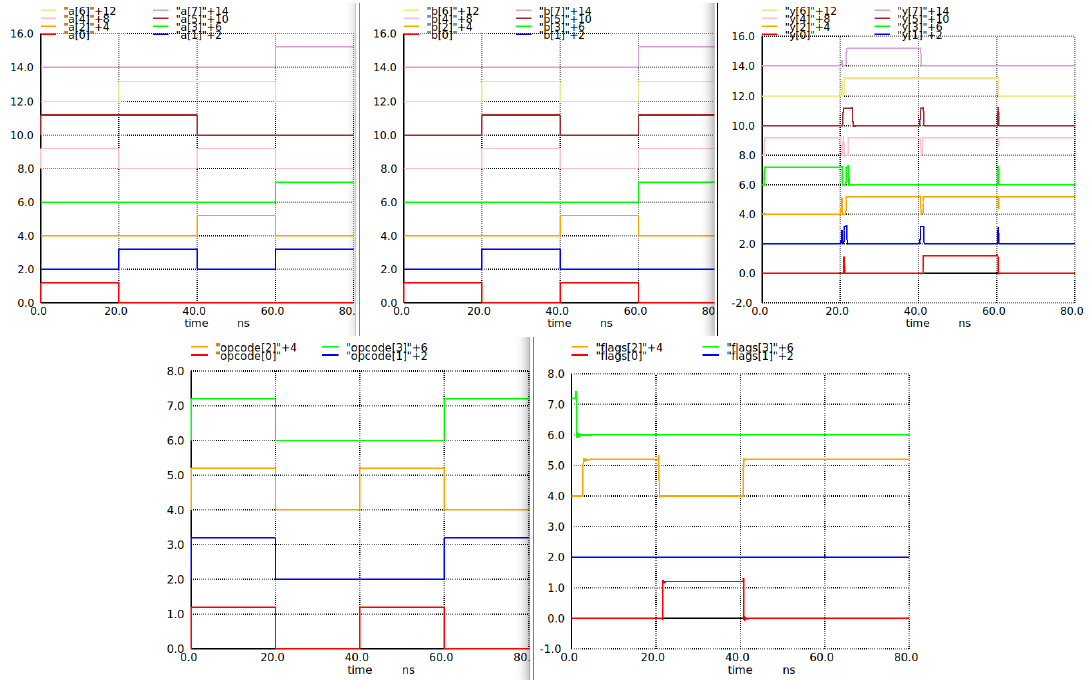 "a[6]"+12 "a[7]"+14
"a[4]"+8 "a[5]"+10
"a[2]"+4 "a[3]"+6
"a[0]" "a[1]"+2
16.0
14.0
12.0
10.0
8.0
6.0
4.0
2.0
0.0
0.0 20.0 40.0 60.0 80.
time ns
"b[6]"+12 "b[7]"+14
"b[4]"+8 "b[5]"+10
"b[2]"+4 "b[3]"+6
"b[0]" "b[1]"+2
16.0
14.0
12.0
10.0
8.0
6.0
4.0
2.0
0.0
0.0 20.0 40.0 60.0 80.
time ns
"y[6]"+12 "y[7]"+14
"y[4]"+8 "y[5]"+10
"y[2]"+4 "y[3]"+6
"y[0]" "y[1]"+2
16.0
14.0
12.0
10.0
8.0
6.0
4.0
2.0
0.0
-2.0
0.0 20.0 40.0 60.0 80.0
time ns
"opcode[2]"+4 "opcode[3]"+6
"opcode[0]" "opcode[1]"+2
8.0
7.0
6.0
5.0
4.0
3.0
2.0
1.0
0.0
0.0 20.0 40.0 60.0 80.
time ns
"flags[2]"+4 "flags[3]"+6
"flags[0]" "flags[1]"+2
8.0
7.0
6.0
5.0
4.0
3.0
2.0
1.0
0.0
-1.0
0.0 20.0 40.0 60.0 80.0
time ns